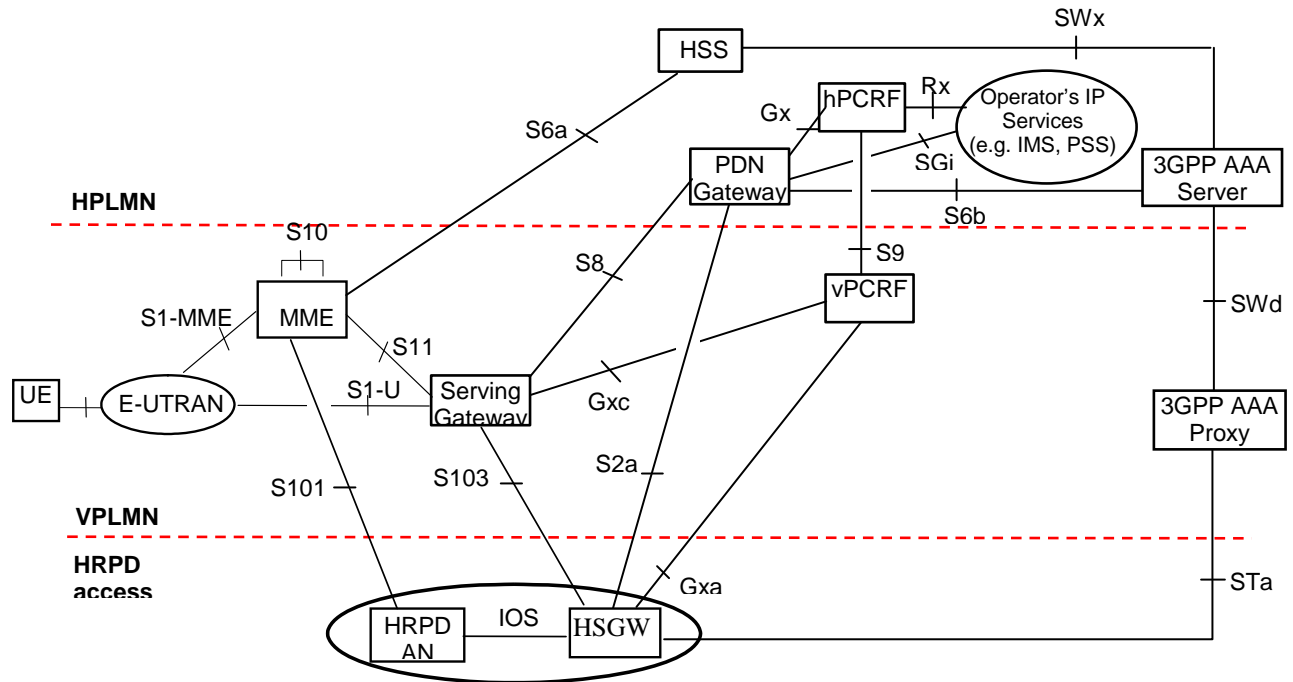 SWx
HSS
Rx
hPCRF
Operator's IP
Services
(e.g. IMS, PSS)
Gx
S6a
SGi
PDN
Gateway
3GPP AAA
Server
HPLMN
S6b
S10
S8
S9
vPCRF
MME
S1-MME
SWd
S11
S1-U
UE
E-UTRAN
Serving
Gateway
Gxc
3GPP AAA
Proxy
S2a
S101
S103
VPLMN
HRPD
access
Gxa
STa
IOS
HRPD
AN
HSGW